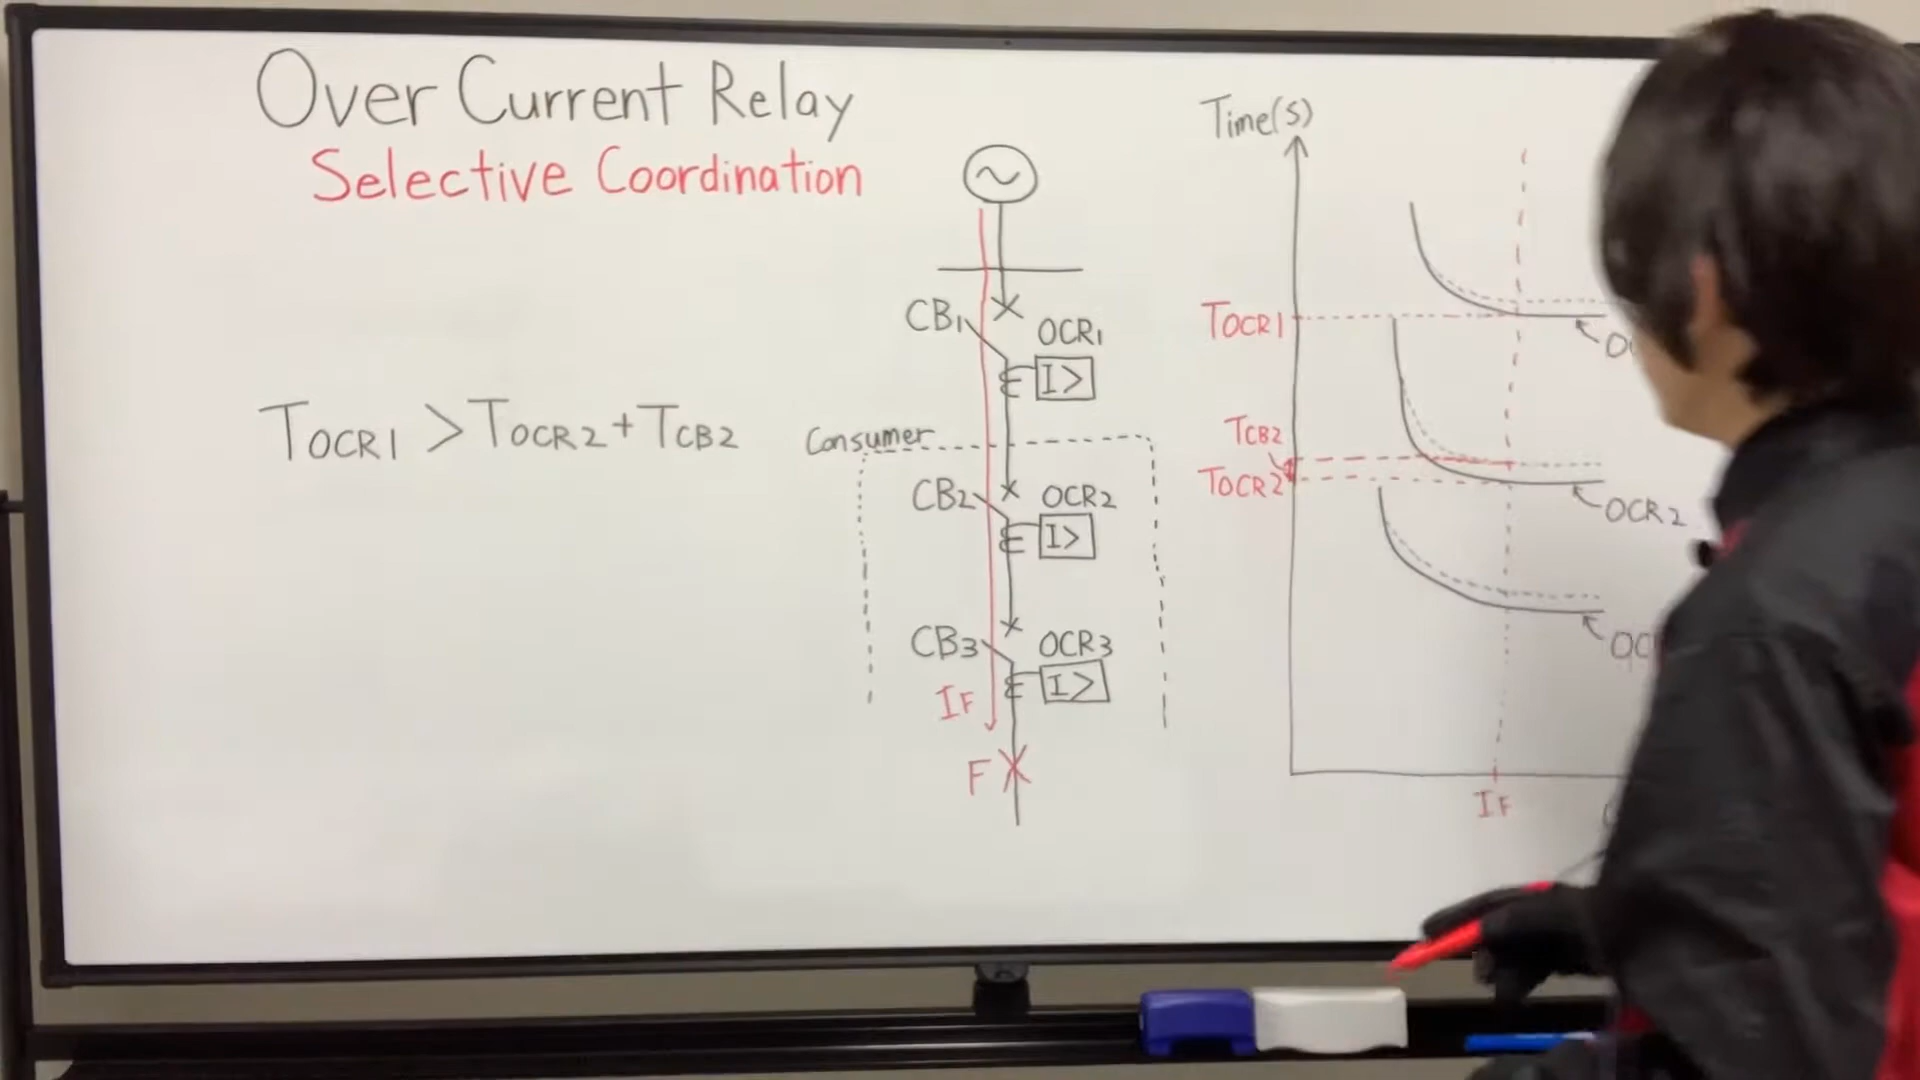 Over Current Relay
Selective Coordination
TOCR1 > TOCR2 + TCB2
CB1
OCR1
I>
Consumer
CB2
OCR2
I>
CB3
OCR3
I>
IF
F
Time(s)
TOCR1
TCB2
TOCR2
OCR2
IF